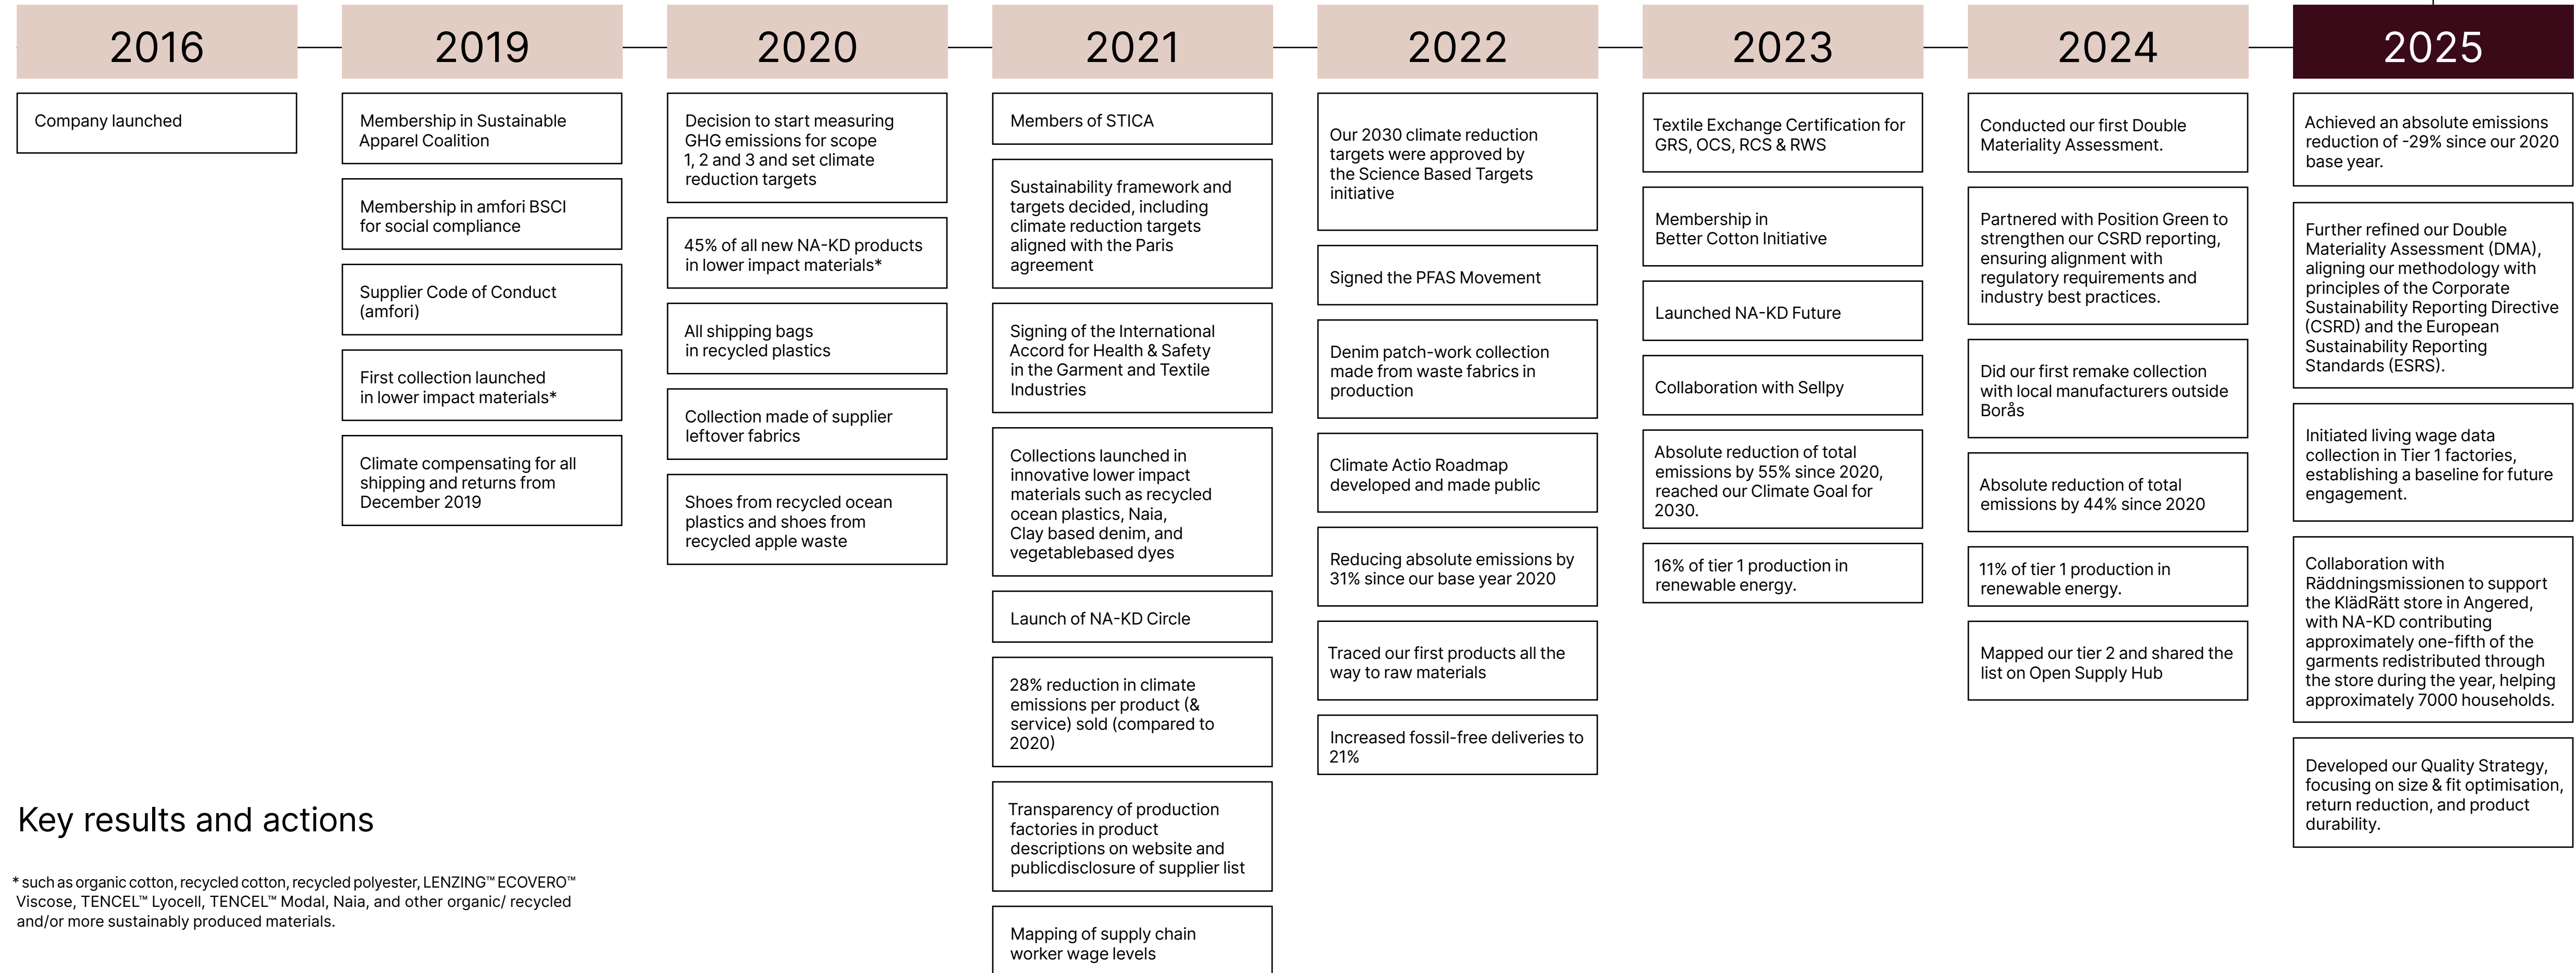 2016
Company launched
2019
Membership in Sustainable
Apparel Coalition
Membership in amfori BSCI
for social compliance
Supplier Code of Conduct
(amfori)
First collection launched
in lower impact materials*
Climate compensating for all
shipping and returns from
December 2019
2020
Decision to start measuring
GHG emissions for scope
1, 2 and 3 and set climate
reduction targets
45% of all new NA-KD products
in lower impact materials*
All shipping bags
in recycled plastics
Collection made of supplier
leftover fabrics
Shoes from recycled ocean
plastics and shoes from
recycled apple waste
2021
Members of STICA
Sustainability framework and
targets decided, including
climate reduction targets
aligned with the Paris
agreement
Signing of the International
Accord for Health & Safety
in the Garment and Textile
Industries
Collections launched in
innovative lower impact
materials such as recycled
ocean plastics, Naia,
Clay based denim, and
vegetablebased dyes
Launch of NA-KD Circle
28% reduction in climate
emissions per product (&
service) sold (compared to
2020)
Transparency of production
factories in product
descriptions on website and
publicdisclosure of supplier list
Mapping of supply chain
worker wage levels
2022
Our 2030 climate reduction
targets were approved by
the Science Based Targets
initiative
Signed the PFAS Movement
Denim patch-work collection
made from waste fabrics in
production
Climate Actio Roadmap
developed and made public
Reducing absolute emissions by
31% since our base year 2020
Traced our first products all the
way to raw materials
Increased fossil-free deliveries to
21%
2023
Textile Exchange Certification for
GRS, OCS, RCS & RWS
Membership in
Better Cotton Initiative
Launched NA-KD Future
Collaboration with Sellpy
Absolute reduction of total
emissions by 55% since 2020,
reached our Climate Goal for
2030.
16% of tier 1 production in
renewable energy.
2024
Conducted our first Double
Materiality Assessment.
Partnered with Position Green to
strengthen our CSRD reporting,
ensuring alignment with
regulatory requirements and
industry best practices.
Did our first remake collection
with local manufacturers outside
Borås
Absolute reduction of total
emissions by 44% since 2020
11% of tier 1 production in
renewable energy.
Mapped our tier 2 and shared the
list on Open Supply Hub
2025
Achieved an absolute emissions
reduction of -29% since our 2020
base year.
Further refined our Double
Materiality Assessment (DMA),
aligning our methodology with
principles of the Corporate
Sustainability Reporting Directive
(CSRD) and the European
Sustainability Reporting
Standards (ESRS).
Initiated living wage data
collection in Tier 1 factories,
establishing a baseline for future
engagement.
Collaboration with
Räddningsmissionen to support
the KlädRätt store in Angered,
with NA-KD contributing
approximately one-fifth of the
garments redistributed through
the store during the year, helping
approximately 7000 households.
Developed our Quality Strategy,
focusing on size & fit optimisation,
return reduction, and product
durability.
Key results and actions
* such as organic cotton, recycled cotton, recycled polyester, LENZING™ ECOVERO™
Viscose, TENCEL™ Lyocell, TENCEL™ Modal, Naia, and other organic/ recycled
and/or more sustainably produced materials.